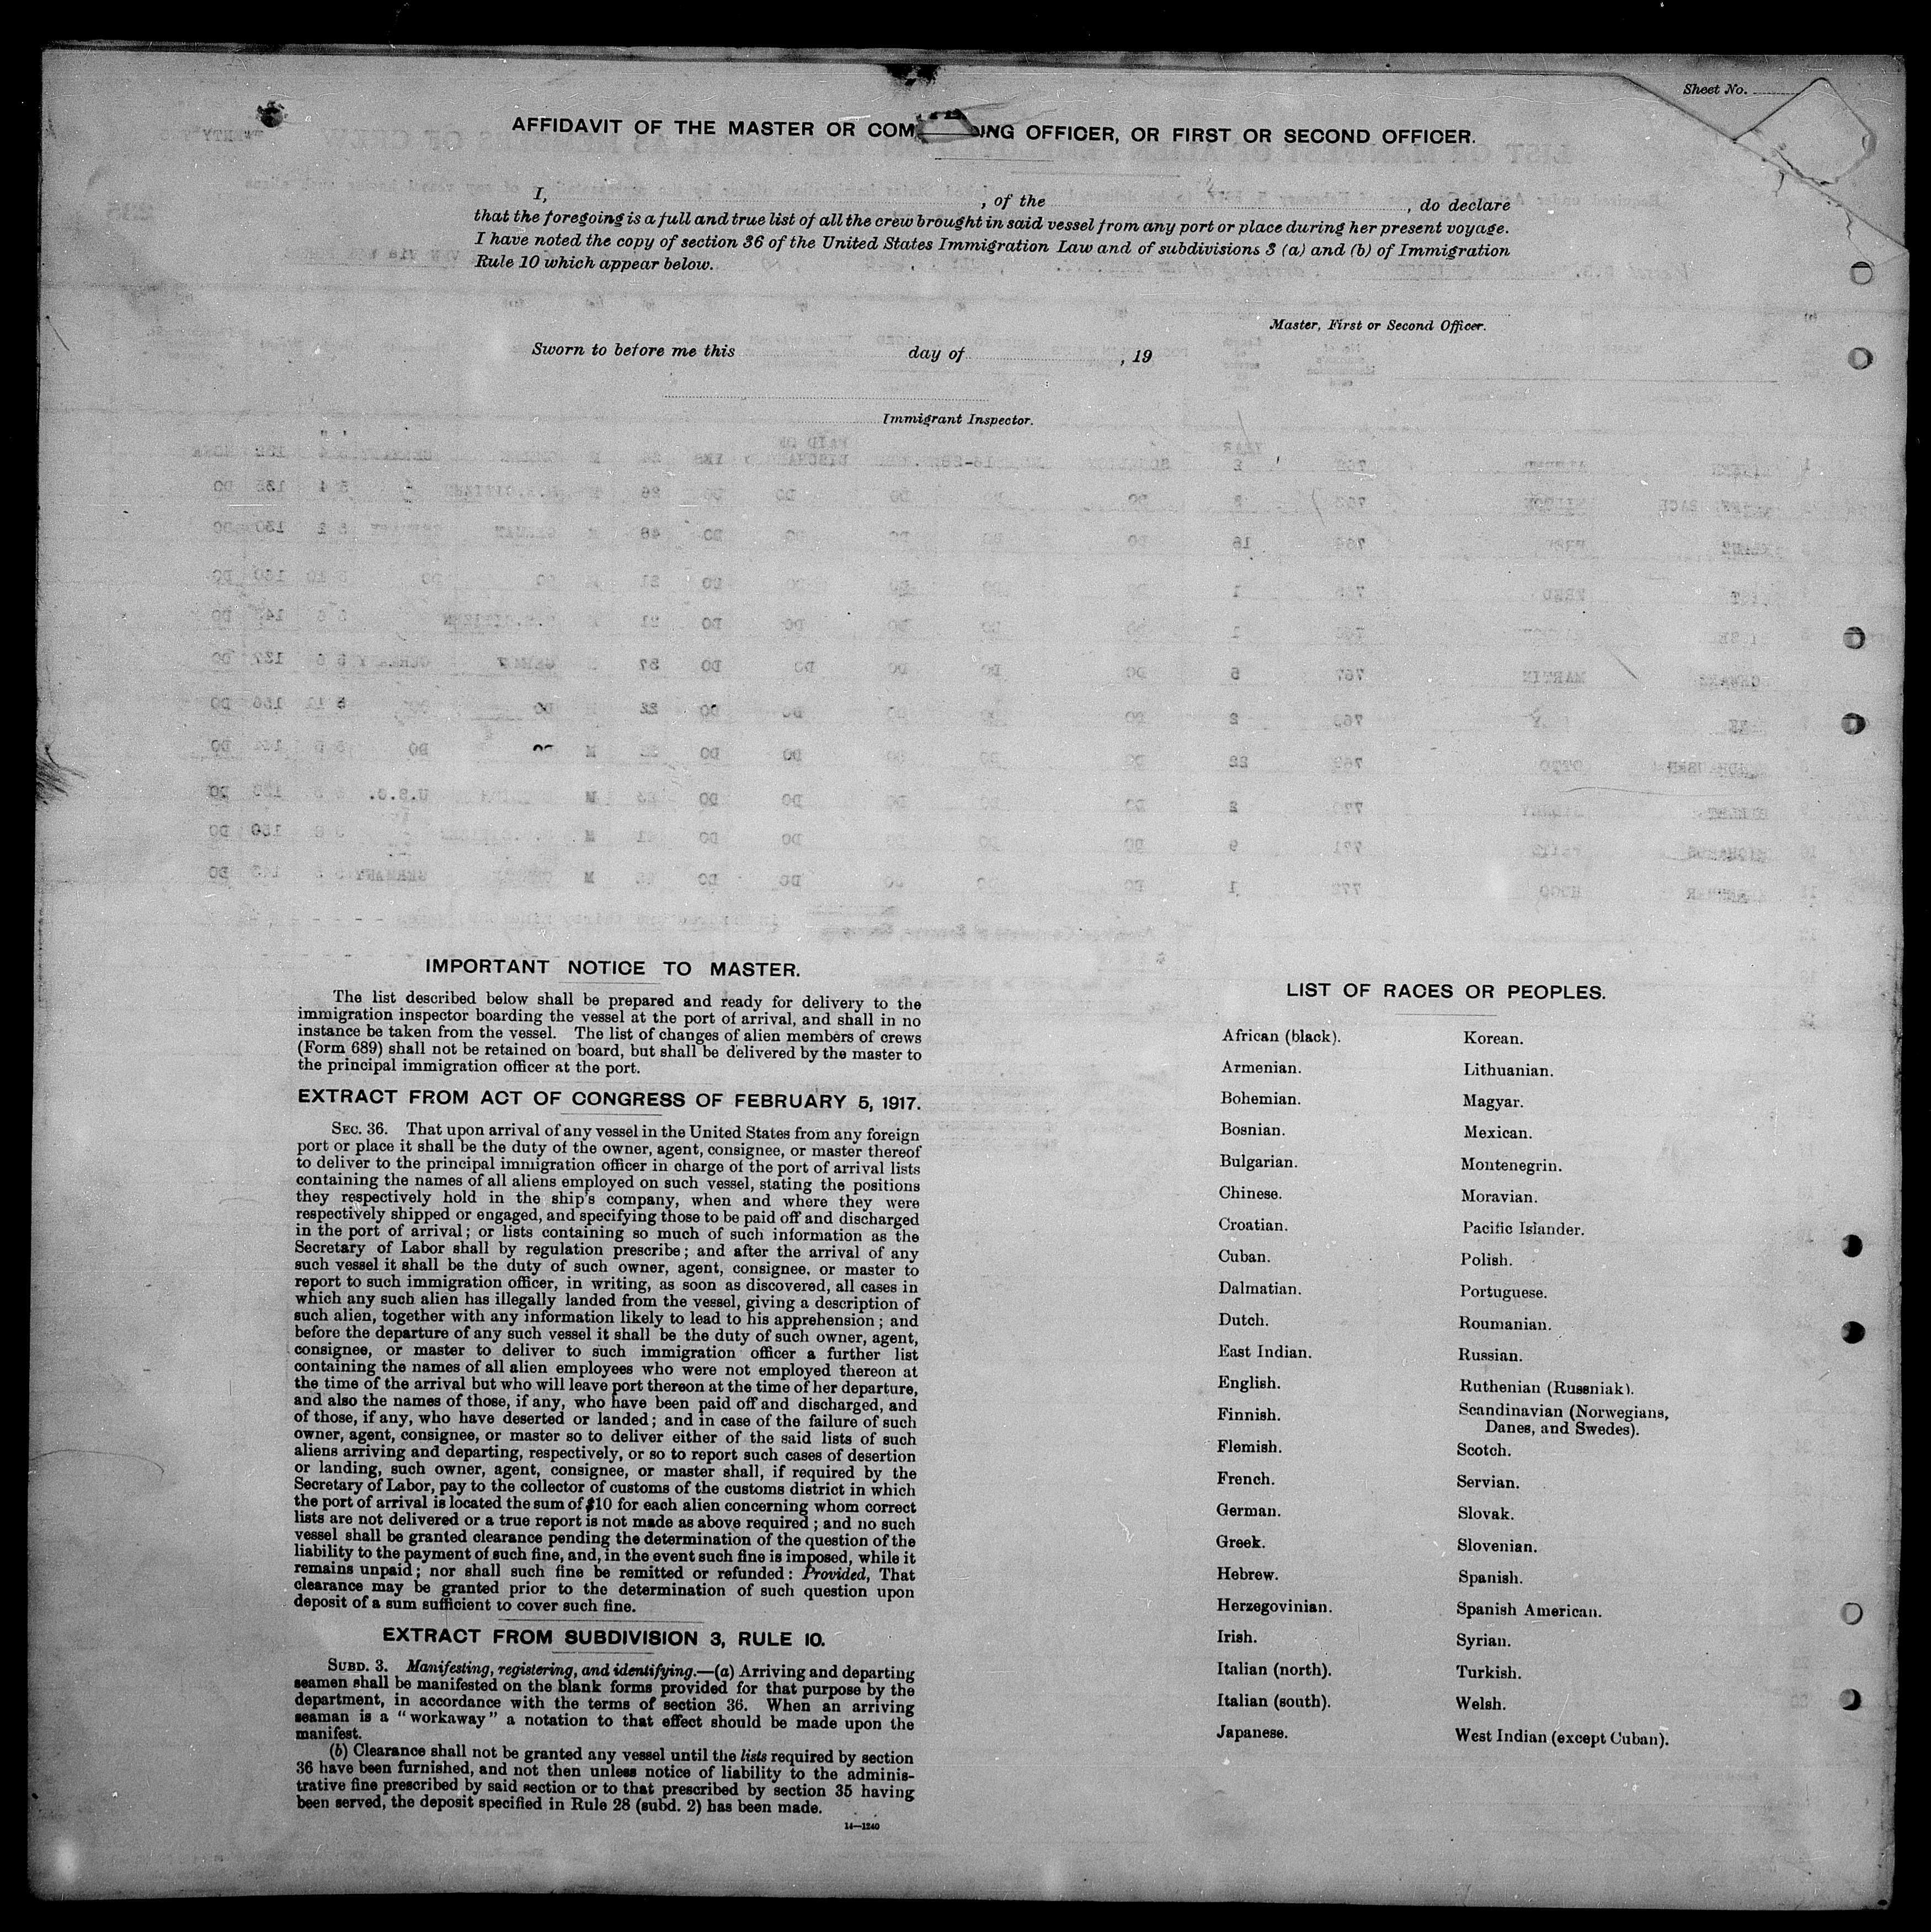 Sheet No.
AFFIDAVIT OF THE MASTER OR COM DING OFFICER, OR FIRST OR SECOND OFFICER.
I, , of the , do declare
that the foregoing is a full and true list of all the crew brought in said vessel from any port or place during her present voyage.
I have noted the copy of section 36 of the United States Immigration Law and of subdivisions 3 (a) and (b) of Immigration
Rule 10 which appear below.
Master, First or Second Officer.
Sworn to before me this day of , 19
Immigrant Inspector.
IMPORTANT NOTICE TO MASTER.
The list described below shall be prepared and ready for delivery to the
immigration inspector boarding the vessel at the port of arrival, and shall in no
instance be taken from the vessel. The list of changes of alien members of crews
(Form 689) shall not be retained on board, but shall be delivered by the master to
the principal immigration officer at the port.
EXTRACT FROM ACT OF CONGRESS OF FEBRUARY 5, 1917.
SEC. 36. That upon arrival of any vessel in the United States from any foreign
port or place it shall be the duty of the owner, agent, consignee, or master thereof
to deliver to the principal immigration officer in charge of the port of arrival lists
containing the names of all aliens employed on such vessel, stating the positions
they respectively hold in the ship's company, when and where they were
respectively shipped or engaged, and specifying those to be paid off and discharged
in the port of arrival; or lists containing so much of such information as the
Secretary of Labor shall by regulation prescribe; and after the arrival of any
such vessel it shall be the duty of such owner, agent, consignee, or master to
report to such immigration officer, in writing, as soon as discovered, all cases in
which any such alien has illegally landed from the vessel, giving a description of
such alien, together with any information likely to lead to his apprehension; and
before the departure of any such vessel it shall be the duty of such owner, agent,
consignee, or master to deliver to such immigration officer a further list
containing the names of all alien employees who were not employed thereon at
the time of the arrival but who will leave port thereon at the time of her departure,
and also the names of those, if any, who have been paid off and discharged, and
of those, if any, who have deserted or landed; and in case of the failure of such
owner, agent, consignee, or master so to deliver either of the said lists of such
aliens arriving and departing, respectively, or so to report such cases of desertion
or landing, such owner, agent, consignee, or master shall, if required by the
Secretary of Labor, pay to the collector of customs of the customs district in which
the port of arrival is located the sum of $10 for each alien concerning whom correct
lists are not delivered or a true report is not made as above required; and no such
vessel shall be granted clearance pending the determination of the question of the
liability to the payment of such fine, and, in the event such fine is imposed, while it
remains unpaid; nor shall such fine be remitted or refunded: Provided, That
clearance may be granted prior to the determination of such question upon
deposit of a sum sufficient to cover such fine.
EXTRACT FROM SUBDIVISION 3, RULE 10.
SUBD. 3. Manifesting, registering, and identifying.—(a) Arriving and departing
seamen shall be manifested on the blank forms provided for that purpose by the
department, in accordance with the terms of section 36. When an arriving
seaman is a "workaway" a notation to that effect should be made upon the
manifest.
(b) Clearance shall not be granted any vessel until the lists required by section
36 have been furnished, and not then unless notice of liability to the adminis-
trative fine prescribed by said section or to that prescribed by section 35 having
been served, the deposit specified in Rule 28 (subd. 2) has been made.
14—1240
LIST OF RACES OR PEOPLES.
African (black).
Armenian.
Bohemian.
Bosnian.
Bulgarian.
Chinese.
Croatian.
Cuban.
Dalmatian.
Dutch.
East Indian.
English.
Finnish.
Flemish.
French.
German.
Greek.
Hebrew.
Herzegovinian.
Irish.
Italian (north).
Italian (south).
Japanese.
Korean.
Lithuanian.
Magyar.
Mexican.
Montenegrin.
Moravian.
Pacific Islander.
Polish.
Portuguese.
Roumanian.
Russian.
Ruthenian (Russniak).
Scandinavian (Norwegians,
Danes, and Swedes).
Scotch.
Servian.
Slovak.
Slovenian.
Spanish.
Spanish American.
Syrian.
Turkish.
Welsh.
West Indian (except Cuban).